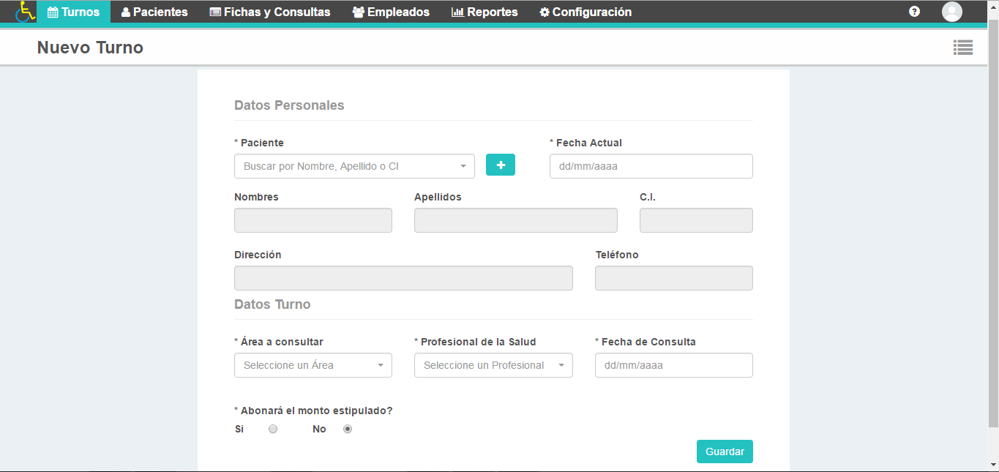 Turnos Pacientes Fichas y Consultas Empleados Reportes Configuración
Nuevo Turno
Datos Personales
* Paciente * Fecha Actual
Buscar por Nombre, Apellido o CI + dd/mm/aaaa
Nombres Apellidos C.I.
Dirección Teléfono
Datos Turno
* Área a consultar * Profesional de la Salud * Fecha de Consulta
Seleccione un Área Seleccione un Profesional dd/mm/aaaa
* Abonará el monto estipulado?
Si No
Guardar